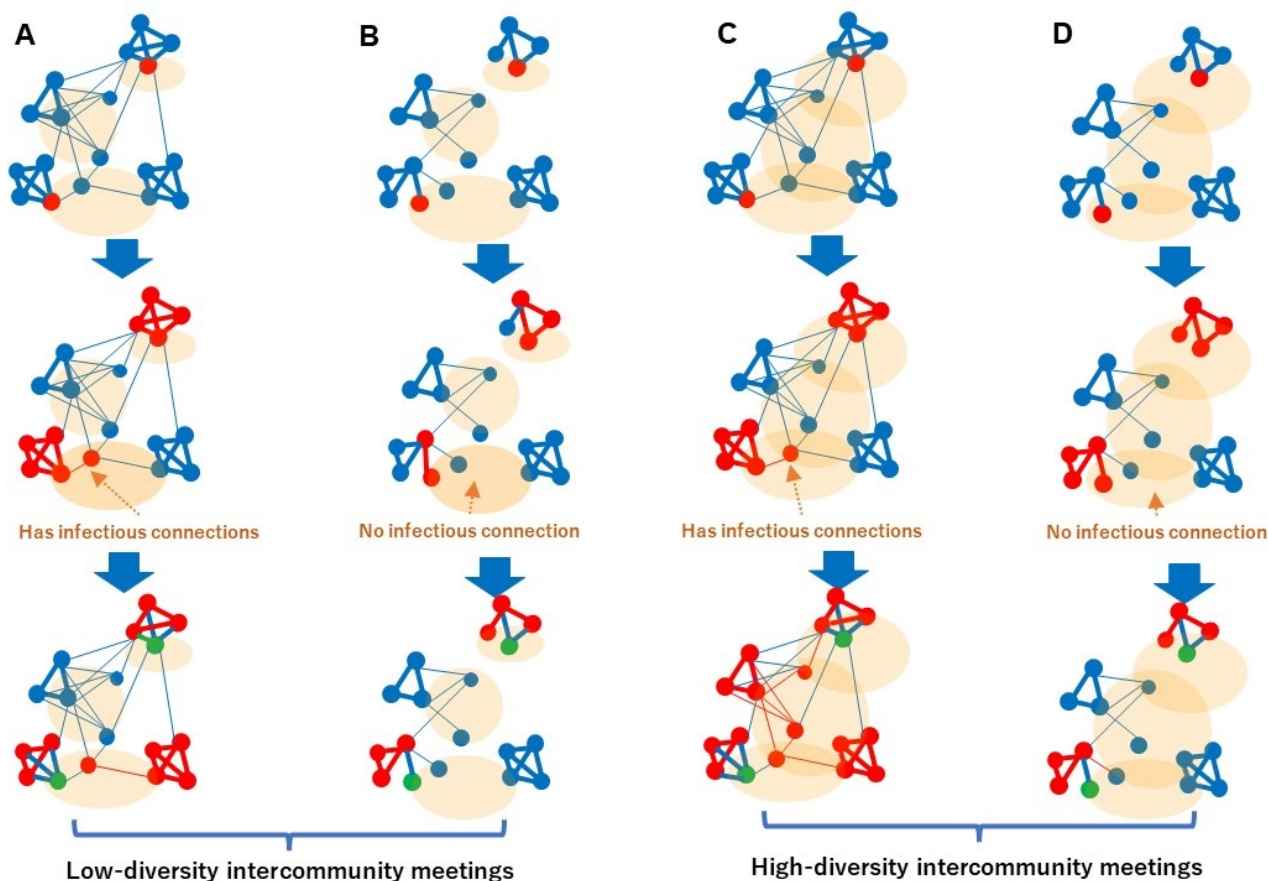 A
B
C
D
Has infectious connections
No infectious connection
Has infectious connections
No infectious connection
Low-diversity intercommunity meetings
High-diversity intercommunity meetings